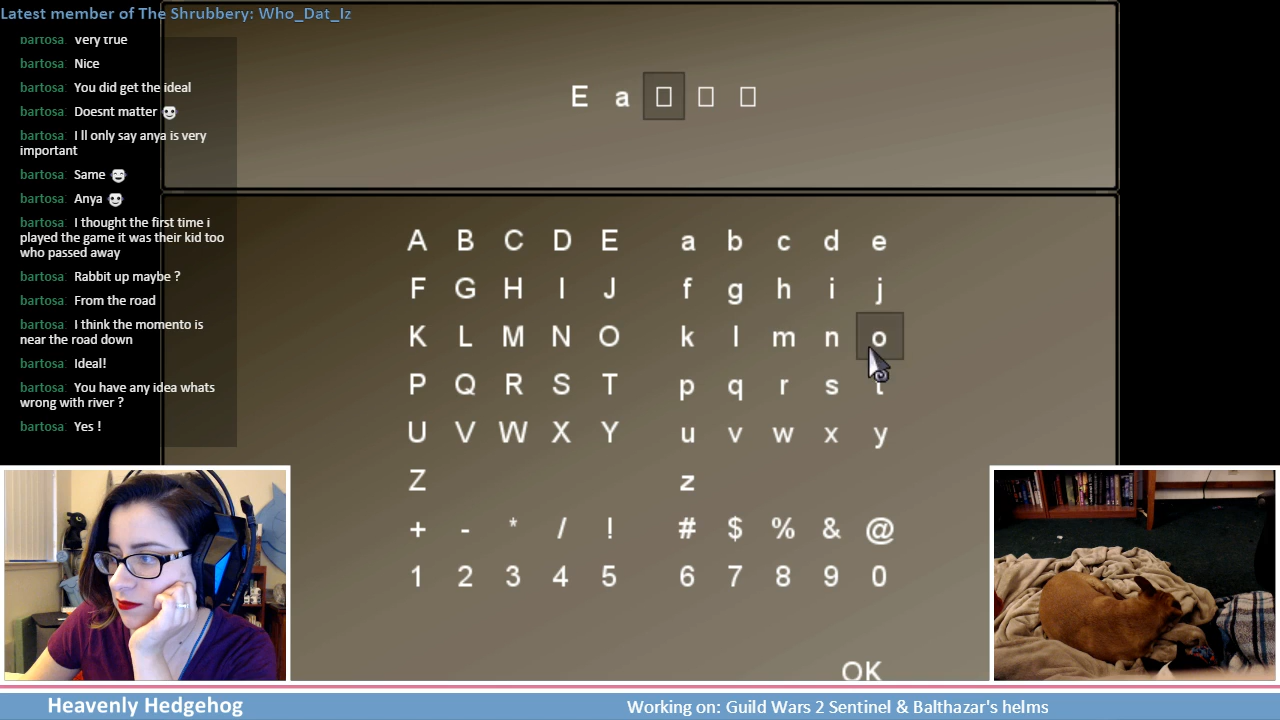 Latest member of The Shrubbery: Who_Dat_Iz
bartosa: Very true
bartosa: Nice
bartosa: You did get the ideal
bartosa: Doesnt matter
bartosa: I ll only say anya is very
important
bartosa: Same
bartosa: Anya
bartosa: I thought the first time i
played the game it was their kid too
who passed away
bartosa: Rabbit up maybe ?
bartosa: From the road
bartosa: I think the momento is
near the road down
bartosa: Ideal!
bartosa: You have any idea whats
wrong with river ?
bartosa: Yes !
E a
A B C D E a b c d e
F G H I J f g h i j
K L M N O k l m n o
P Q R S T p q r s t
U V W X Y u v w x y
Z z
+ - * / ! # $ % & @
1 2 3 4 5 6 7 8 9 0
OK
Heavenly Hedgehog
Working on: Guild Wars 2 Sentinel & Balthazar's helms